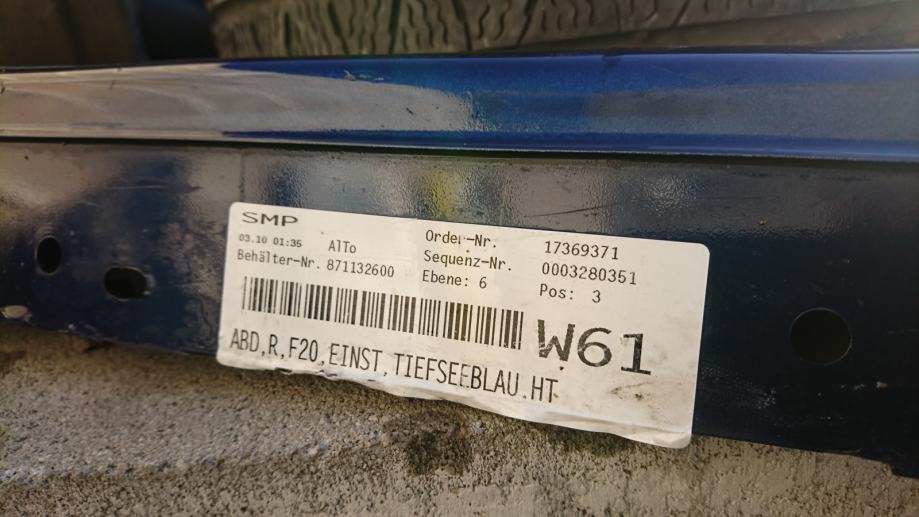 SMP
03.10 01:35 AlTo
Behälter-Nr. 871132600
Order-Nr. 17369371
Sequenz-Nr. 0003280351
Ebene: 6 Pos: 3
W61
ABD,R,F20,EINST,TIEFSEEBLAU,HT